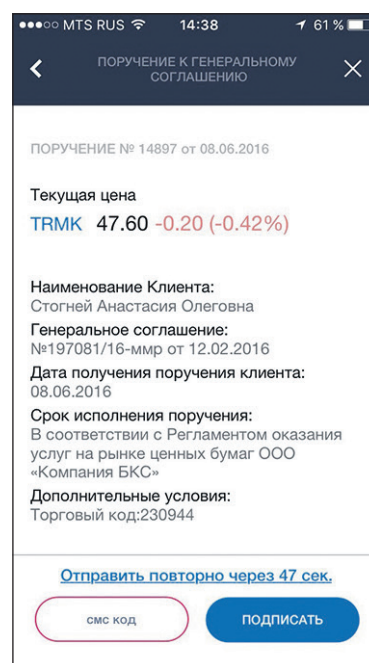 MTS RUS 14:38 61 %
ПОРУЧЕНИЕ К ГЕНЕРАЛЬНОМУ
СОГЛАШЕНИЮ
ПОРУЧЕНИЕ № 14897 от 08.06.2016
Текущая цена
TRMK 47.60 -0.20 (-0.42%)
Наименование Клиента:
Стогней Анастасия Олеговна
Генеральное соглашение:
№197081/16-ммр от 12.02.2016
Дата получения поручения клиента:
08.06.2016
Срок исполнения поручения:
В соответствии с Регламентом оказания
услуг на рынке ценных бумаг ООО
«Компания БКС»
Дополнительные условия:
Торговый код:230944
Отправить повторно через 47 сек.
СМС КОД ПОДПИСАТЬ